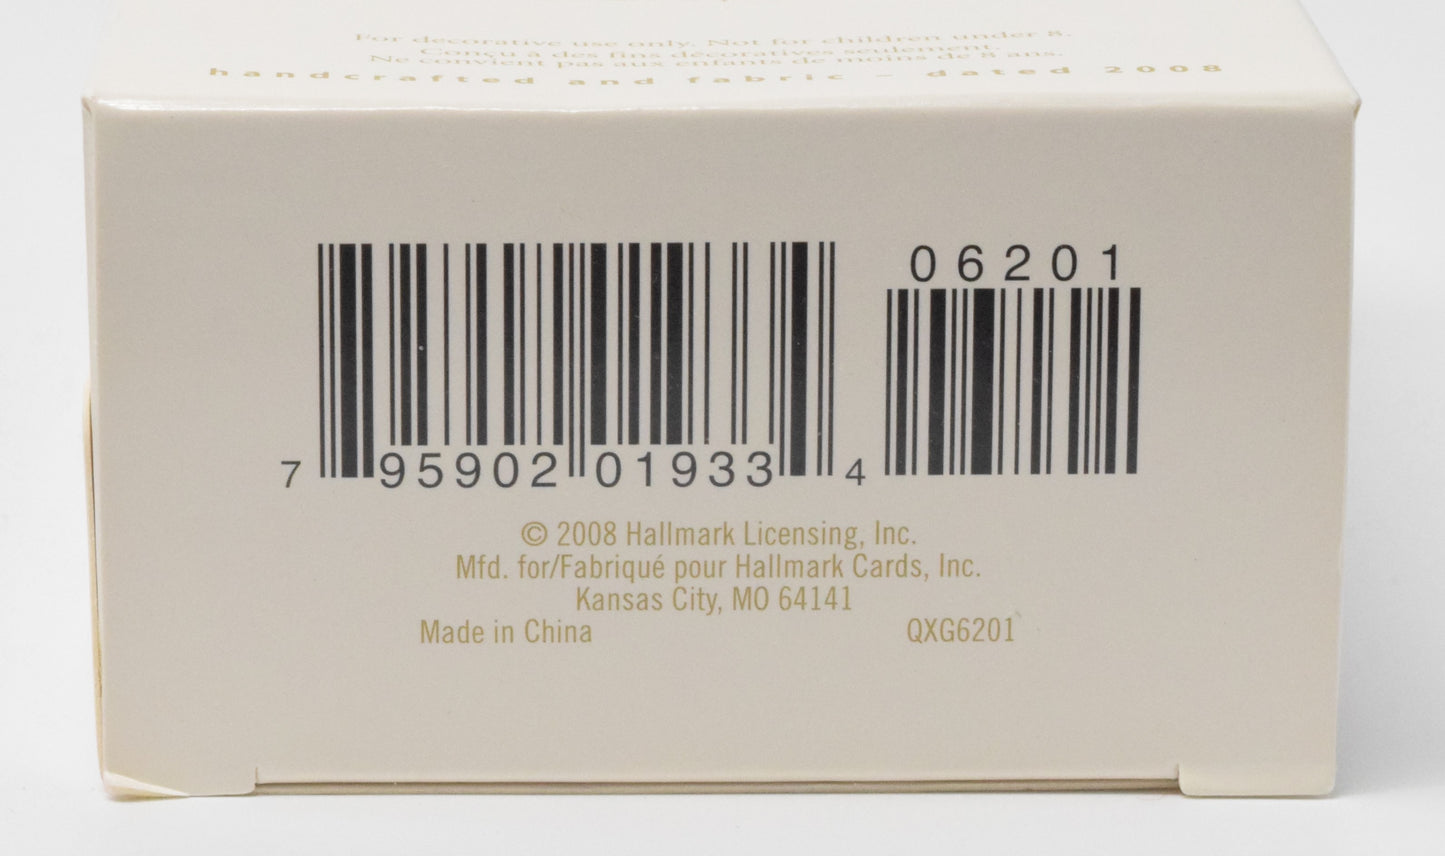 For decorative use only. Not for children under 8.
Conçu à des fins décoratives seulement.
Ne convient pas aux enfants de moins de 8 ans.
handcrafted and fabric – dated 2008
06201
7 95902 01933 4
© 2008 Hallmark Licensing, Inc.
Mfd. for/Fabriqué pour Hallmark Cards, Inc.
Kansas City, MO 64141
Made in China QXG6201